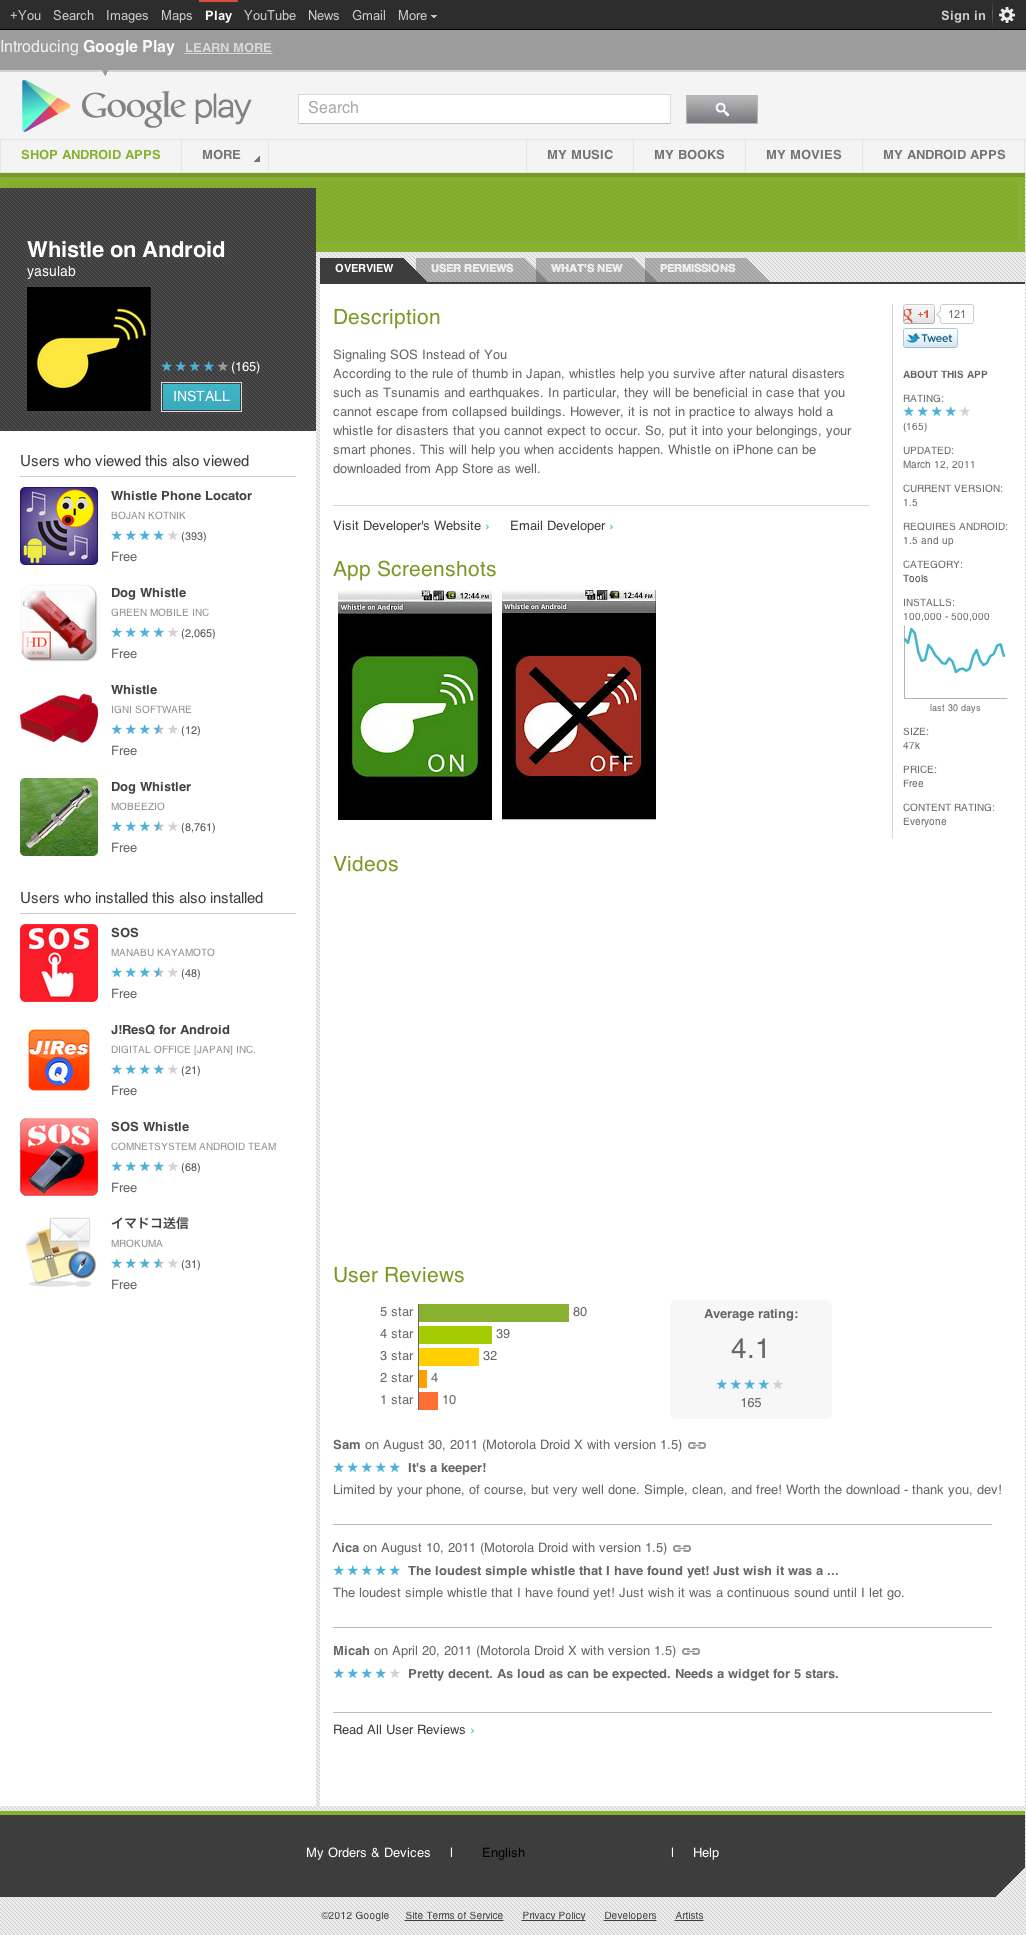 +You Search Images Maps Play YouTube News Gmail More Sign in
Introducing Google Play LEARN MORE
Google play Search
SHOP ANDROID APPS MORE MY MUSIC MY BOOKS MY MOVIES MY ANDROID APPS
Whistle on Android
yasulab
(165)
INSTALL
Users who viewed this also viewed
Whistle Phone Locator
BOJAN KOTNIK
(393)
Free
Dog Whistle
GREEN MOBILE INC
(2,065)
Free
HD
Whistle
IGNI SOFTWARE
(12)
Free
Dog Whistler
MOBEEZIO
(8,761)
Free
Users who installed this also installed
SOS
SOS
MANABU KAYAMOTO
(48)
Free
J!ResQ for Android
DIGITAL OFFICE [JAPAN] INC.
J!Res
Q
(21)
Free
SOS
SOS Whistle
COMNETSYSTEM ANDROID TEAM
(68)
Free
イマドコ送信
MROKUMA
(31)
Free
OVERVIEW USER REVIEWS WHAT'S NEW PERMISSIONS
Description
Signaling SOS Instead of You
According to the rule of thumb in Japan, whistles help you survive after natural disasters
such as Tsunamis and earthquakes. In particular, they will be beneficial in case that you
cannot escape from collapsed buildings. However, it is not in practice to always hold a
whistle for disasters that you cannot expect to occur. So, put it into your belongings, your
smart phones. This will help you when accidents happen. Whistle on iPhone can be
downloaded from App Store as well.
Visit Developer's Website › Email Developer ›
App Screenshots
12:44 PM
Whistle on Android
ON
12:44 PM
Whistle on Android
OFF
Videos
User Reviews
5 star 80
4 star 39
3 star 32
2 star 4
1 star 10
Average rating:
4.1
165
Sam on August 30, 2011 (Motorola Droid X with version 1.5)
It's a keeper!
Limited by your phone, of course, but very well done. Simple, clean, and free! Worth the download - thank you, dev!
Λica on August 10, 2011 (Motorola Droid with version 1.5)
The loudest simple whistle that I have found yet! Just wish it was a ...
The loudest simple whistle that I have found yet! Just wish it was a continuous sound until I let go.
Micah on April 20, 2011 (Motorola Droid X with version 1.5)
Pretty decent. As loud as can be expected. Needs a widget for 5 stars.
Read All User Reviews ›
g +1 121
Tweet
ABOUT THIS APP
RATING:
(165)
UPDATED:
March 12, 2011
CURRENT VERSION:
1.5
REQUIRES ANDROID:
1.5 and up
CATEGORY:
Tools
INSTALLS:
100,000 - 500,000
last 30 days
SIZE:
47k
PRICE:
Free
CONTENT RATING:
Everyone
My Orders & Devices | English | Help
©2012 Google Site Terms of Service Privacy Policy Developers Artists